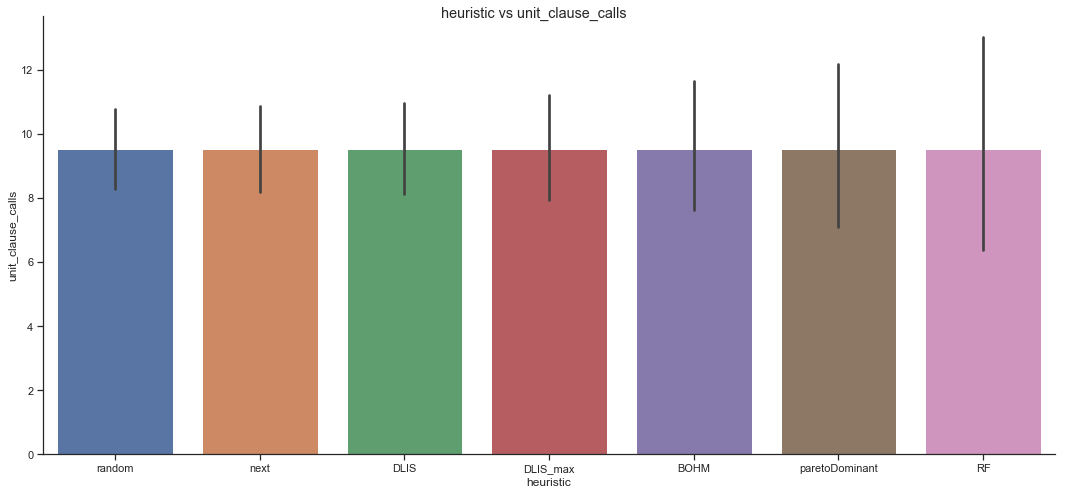 heuristic vs unit_clause_calls
unit_clause_calls
12
10
8
6
4
2
0
random next DLIS DLIS_max BOHM paretoDominant RF
heuristic